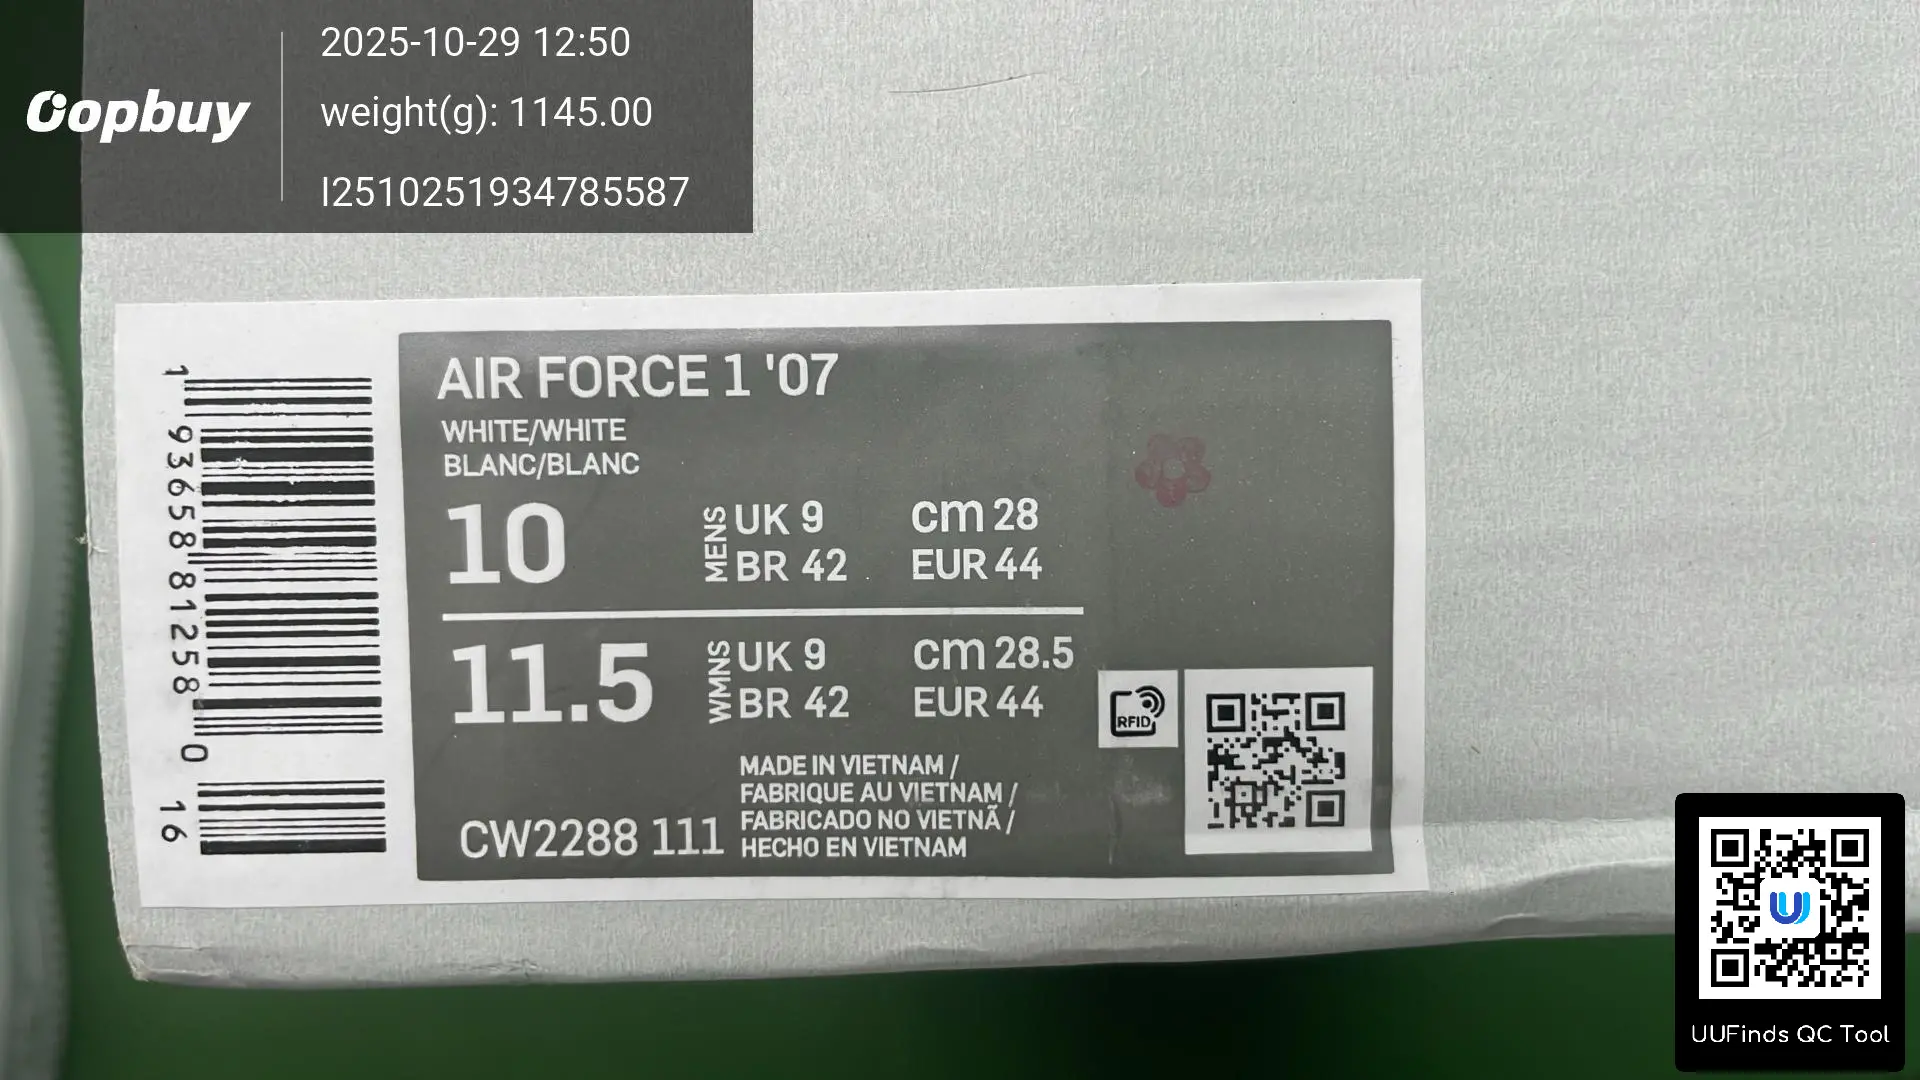 Oopbuy
2025-10-29 12:50
weight(g): 1145.00
I2510251934785587
1 93658 81258 0
16
AIR FORCE 1 '07
WHITE/WHITE
BLANC/BLANC
10
MENS
UK 9 cm 28
BR 42 EUR 44
11.5
WMNS
UK 9 cm 28.5
BR 42 EUR 44
RFID
CW2288 111
MADE IN VIETNAM /
FABRIQUE AU VIETNAM /
FABRICADO NO VIETNÃ /
HECHO EN VIETNAM
U
UUFinds QC Tool